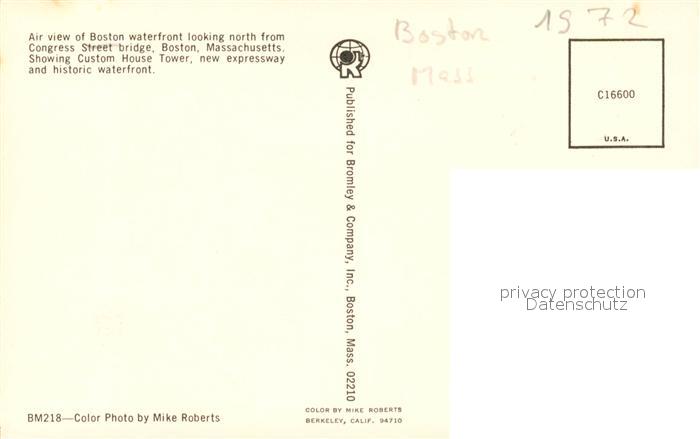 Air view of Boston waterfront looking north from
Congress Street bridge, Boston, Massachusetts.
Showing Custom House Tower, new expressway
and historic waterfront.
Boston
Mass
1972
C16600
U.S.A.
Published for Bromley & Company, Inc., Boston, Mass. 02210
privacy protection
Datenschutz
BM218—Color Photo by Mike Roberts
COLOR BY MIKE ROBERTS
BERKELEY, CALIF. 94710